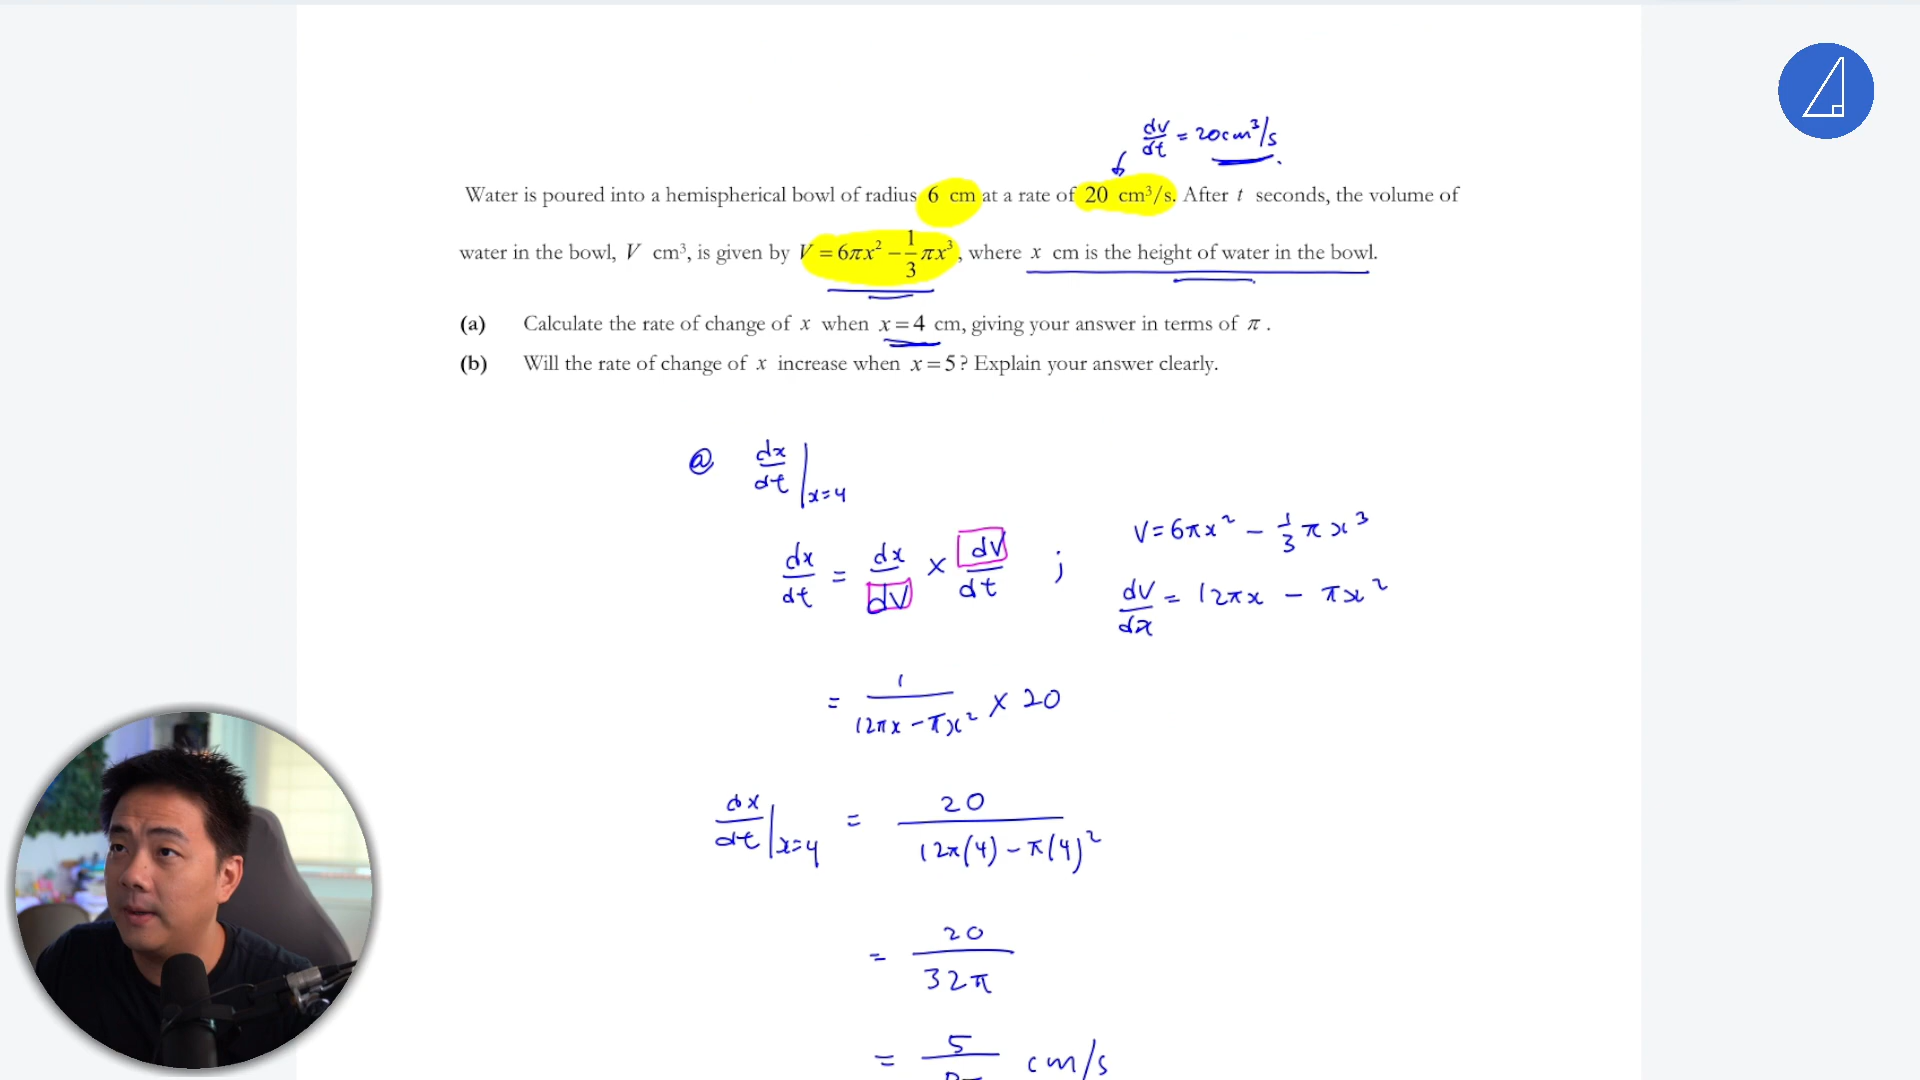 dV/dt = 20cm³/s
Water is poured into a hemispherical bowl of radius 6 cm at a rate of 20 cm³/s. After t seconds, the volume of
water in the bowl, V cm³, is given by V = 6πx² − 1/3 πx³, where x cm is the height of water in the bowl.
(a) Calculate the rate of change of x when x = 4 cm, giving your answer in terms of π.
(b) Will the rate of change of x increase when x = 5? Explain your answer clearly.
@ dx/dt |x=4
V = 6πx² − 1/3 πx³
dx/dt = dx/dV × dV/dt ;
dV/dx = 12πx − πx²
= 1/(12πx − πx²) × 20
dx/dt |x=4 = 20/(12π(4) − π(4)²)
= 20/32π
= 5/ cm/s